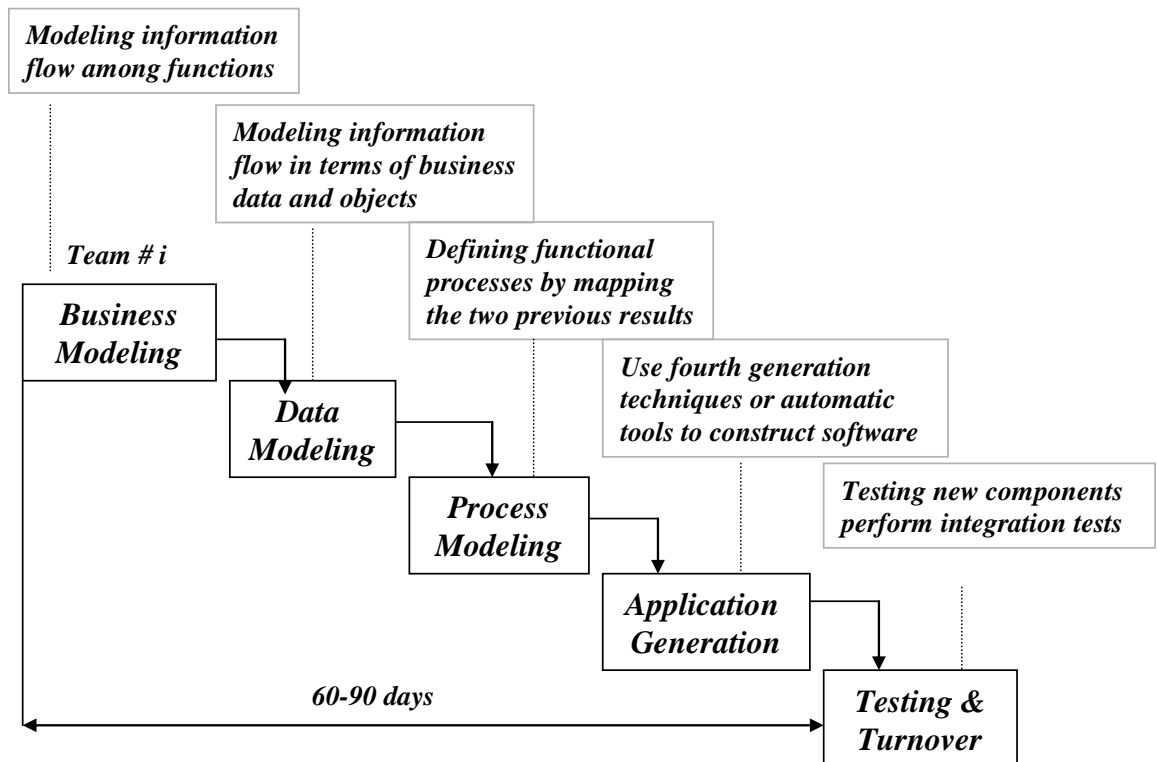 Modeling information
flow among functions
Modeling information
flow in terms of business
data and objects
Team # i
Defining functional
processes by mapping
the two previous results
Business
Modeling
Use fourth generation
techniques or automatic
tools to construct software
Data
Modeling
Testing new components
perform integration tests
Process
Modeling
Application
Generation
60-90 days
Testing &
Turnover